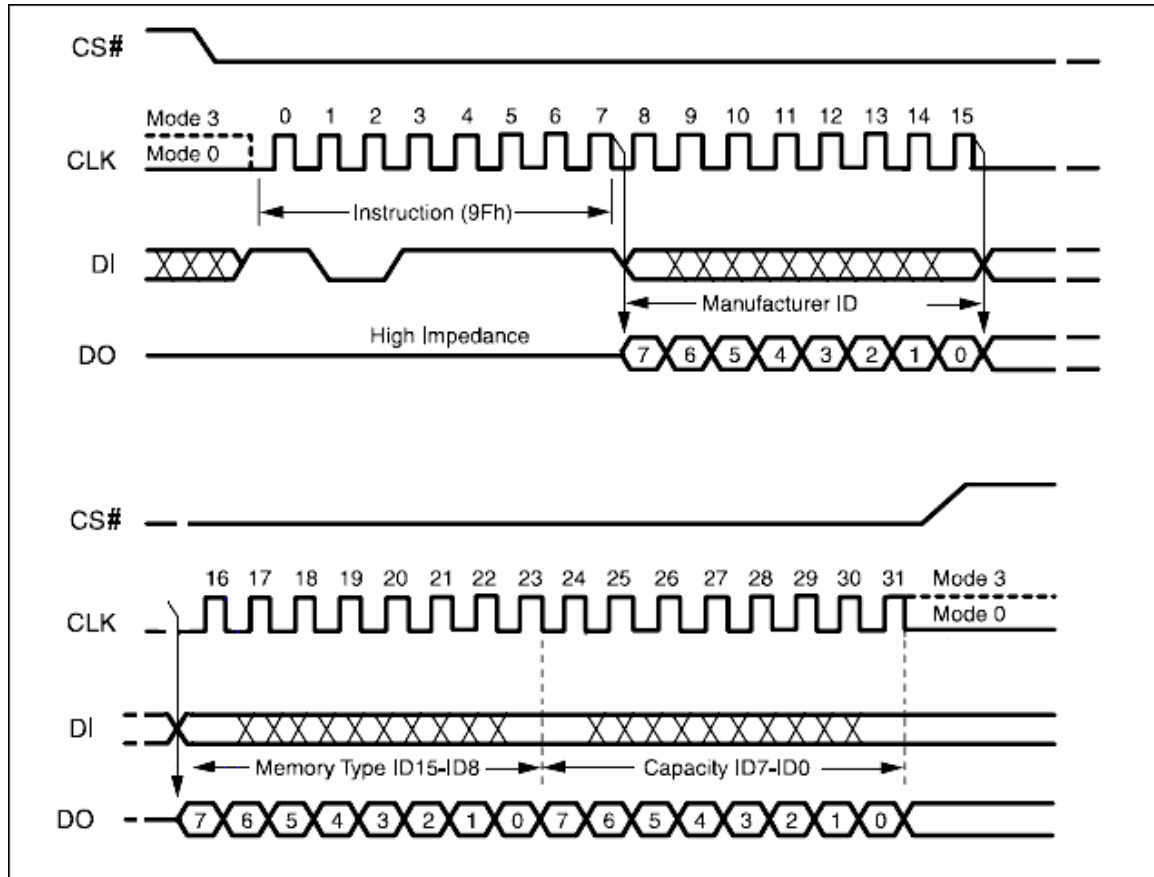 CS#
Mode 3
0 1 2 3 4 5 6 7 8 9 10 11 12 13 14 15
Mode 0
CLK
Instruction (9Fh)
DI
Manufacturer ID
High Impedance
DO
7 6 5 4 3 2 1 0
CS#
16 17 18 19 20 21 22 23 24 25 26 27 28 29 30 31
Mode 3
CLK
Mode 0
DI
Memory Type ID15-ID8
Capacity ID7-ID0
DO
7 6 5 4 3 2 1 0 7 6 5 4 3 2 1 0